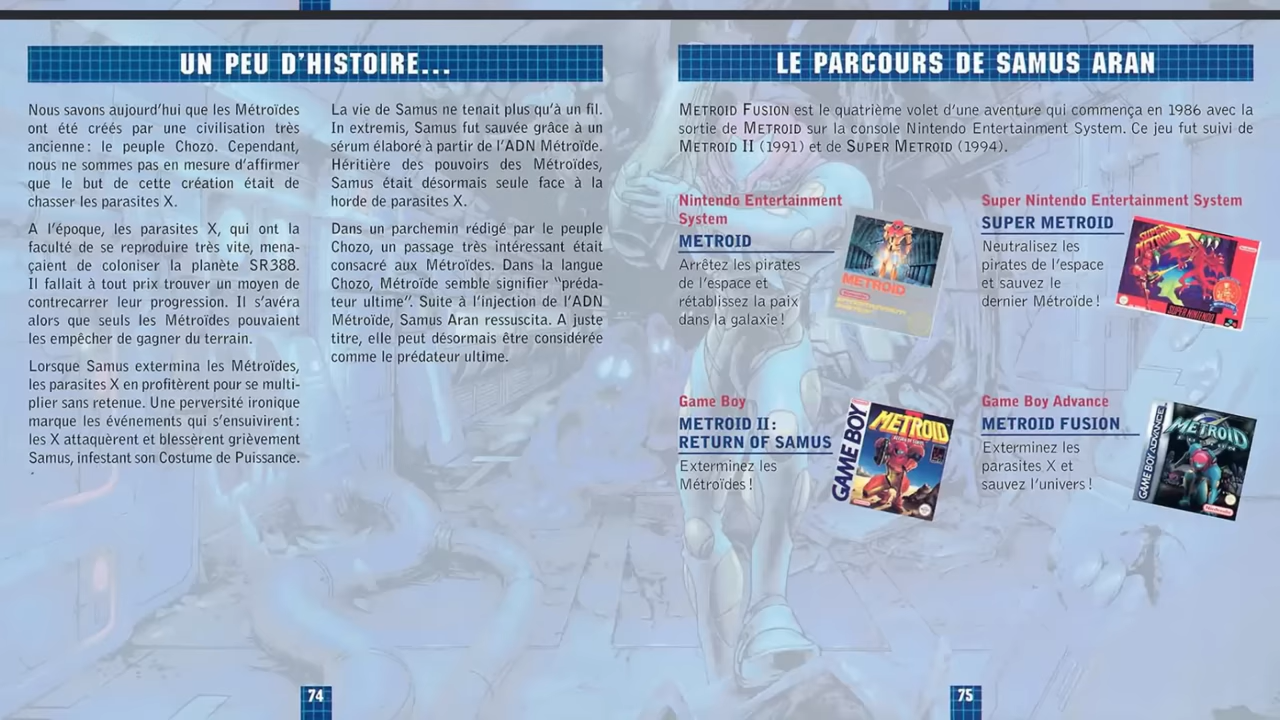 UN PEU D'HISTOIRE...
Nous savons aujourd'hui que les Métroïdes
ont été créés par une civilisation très
ancienne : le peuple Chozo. Cependant,
nous ne sommes pas en mesure d'affirmer
que le but de cette création était de
chasser les parasites X.
A l'époque, les parasites X, qui ont la
faculté de se reproduire très vite, mena-
çaient de coloniser la planète SR388.
Il fallait à tout prix trouver un moyen de
contrecarrer leur progression. Il s'avéra
alors que seuls les Métroïdes pouvaient
les empêcher de gagner du terrain.
Lorsque Samus extermina les Métroïdes,
les parasites X en profitèrent pour se multi-
plier sans retenue. Une perversité ironique
marque les événements qui s'ensuivirent :
les X attaquèrent et blessèrent grièvement
Samus, infestant son Costume de Puissance.
La vie de Samus ne tenait plus qu'à un fil.
In extremis, Samus fut sauvée grâce à un
sérum élaboré à partir de l'ADN Métroïde.
Héritière des pouvoirs des Métroïdes,
Samus était désormais seule face à la
horde de parasites X.
Dans un parchemin rédigé par le peuple
Chozo, un passage très intéressant était
consacré aux Métroïdes. Dans la langue
Chozo, Métroïde semble signifier "préda-
teur ultime". Suite à l'injection de l'ADN
Métroïde, Samus Aran ressuscita. A juste
titre, elle peut désormais être considérée
comme le prédateur ultime.
74
LE PARCOURS DE SAMUS ARAN
METROID FUSION est le quatrième volet d'une aventure qui commença en 1986 avec la
sortie de METROID sur la console Nintendo Entertainment System. Ce jeu fut suivi de
METROID II (1991) et de SUPER METROID (1994).
Nintendo Entertainment
System
METROID
Arrêtez les pirates
de l'espace et
rétablissez la paix
dans la galaxie !
METROID
Super Nintendo Entertainment System
SUPER METROID
Neutralisez les
pirates de l'espace
et sauvez le
dernier Métroïde !
SUPER METROID
SUPER NINTENDO
Game Boy
METROID II :
RETURN OF SAMUS
Exterminez les
Métroïdes !
GAME BOY
METROID II
Game Boy Advance
METROID FUSION
Exterminez les
parasites X et
sauvez l'univers !
GAME BOY ADVANCE
METROID
Nintendo
75